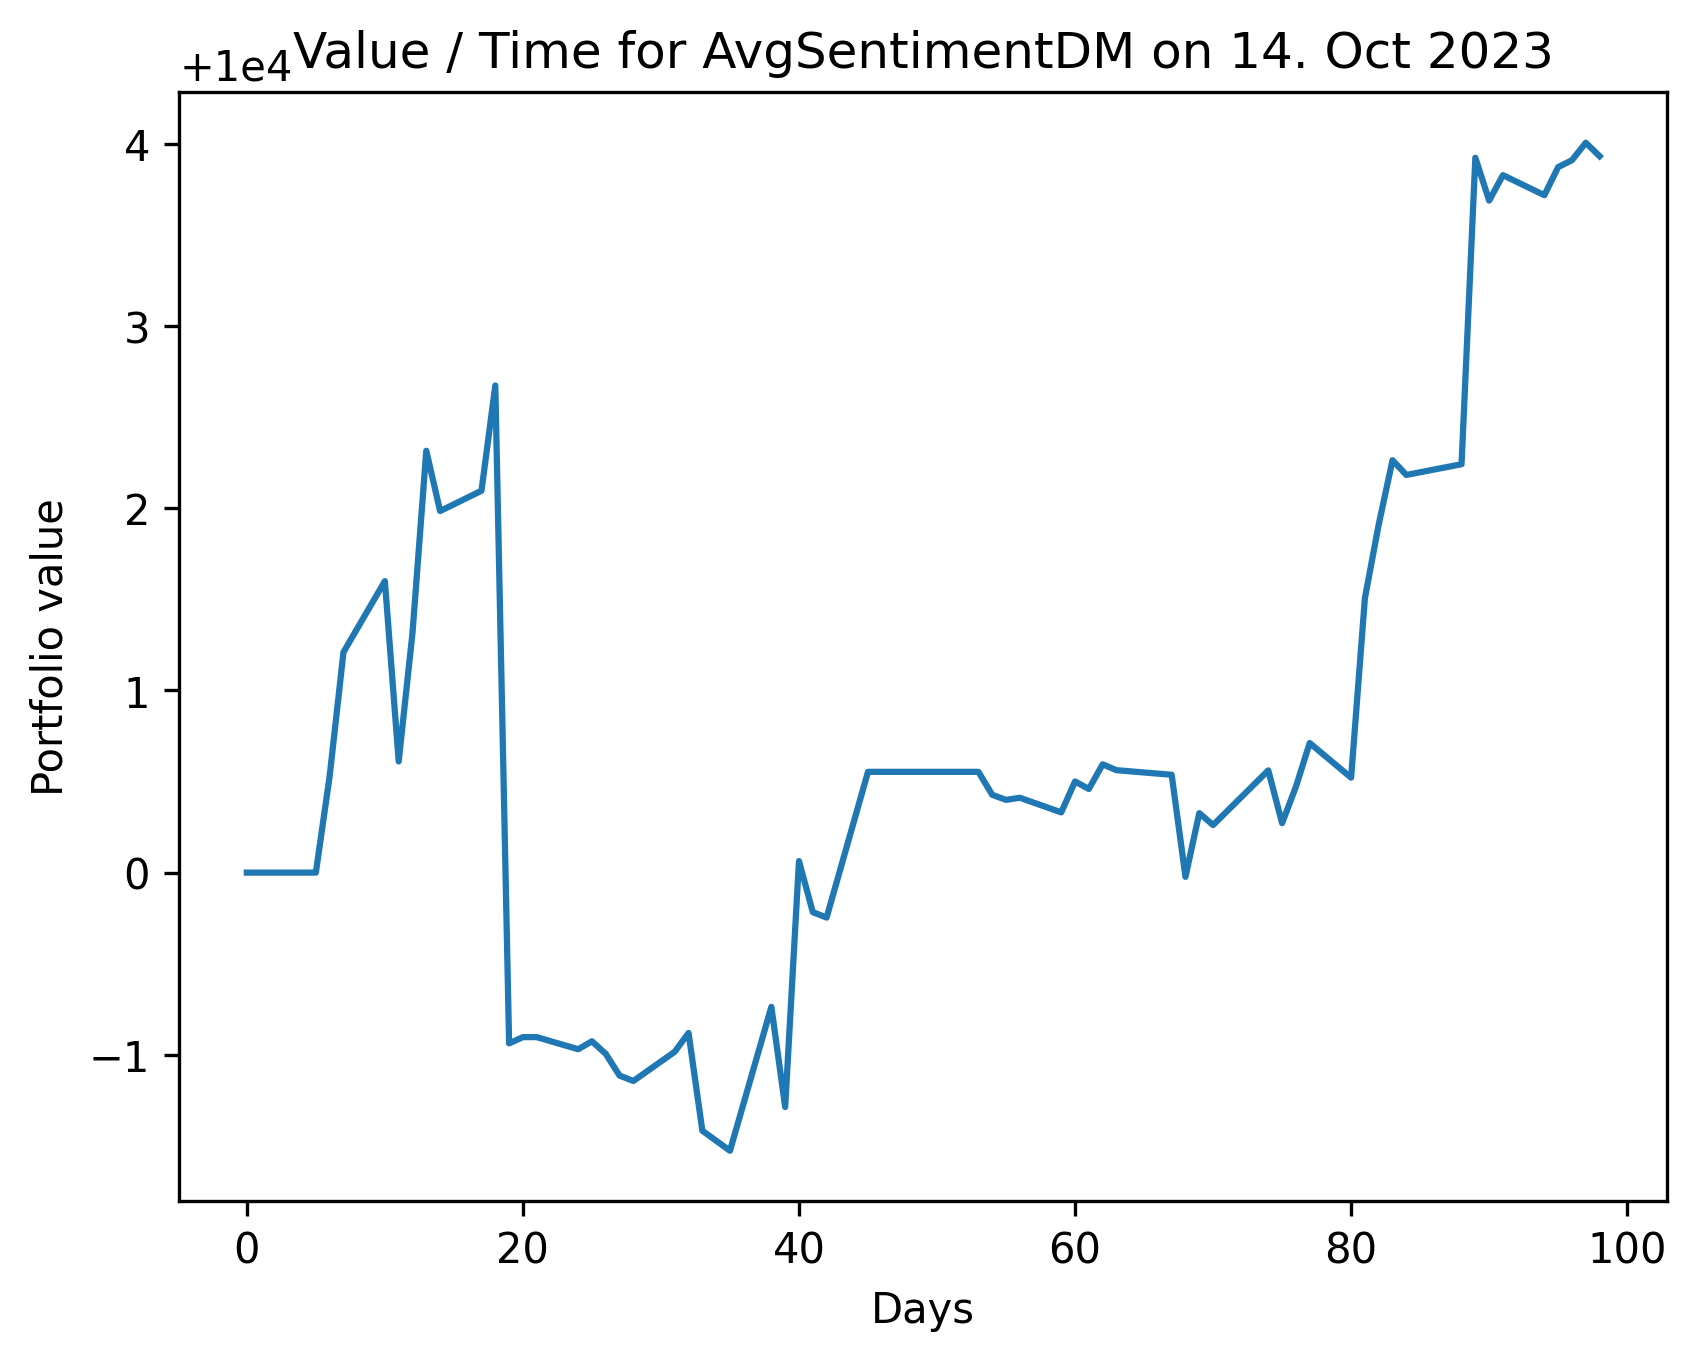 Value / Time for AvgSentimentDM on 14. Oct 2023
+1e4
4
3
2
1
0
−1
Portfolio value
0 20 40 60 80 100
Days